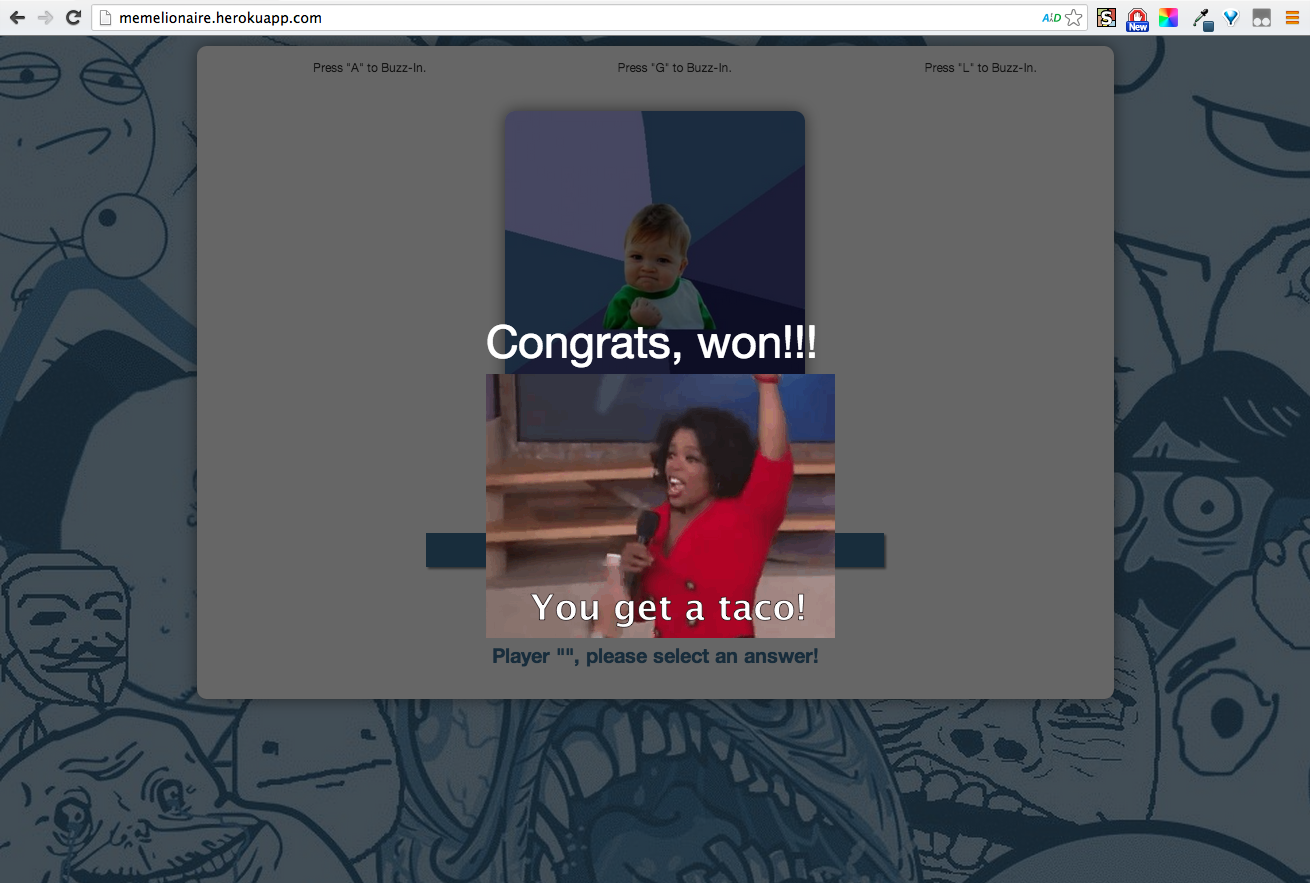 memelionaire.herokuapp.com
New
Press "A" to Buzz-In.
Press "G" to Buzz-In.
Press "L" to Buzz-In.
Congrats, won!!!
You get a taco!
Player "", please select an answer!